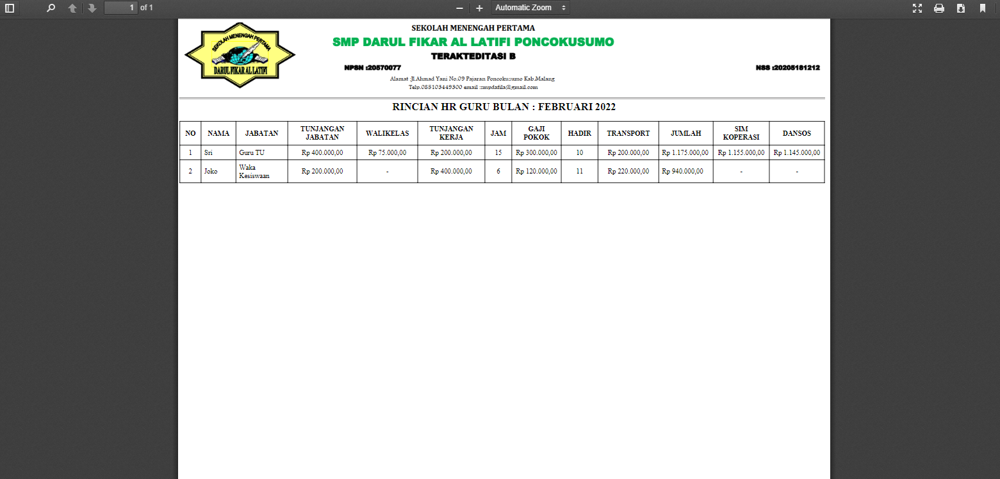 1 of 1 Automatic Zoom
SEKOLAH MENENGAH PERTAMA
DARUL FIKAR AL LATIFI
SEKOLAH MENENGAH PERTAMA
SMP DARUL FIKAR AL LATIFI PONCOKUSUMO
TERAKTEDITASI B
NPSN :20570077 NSS :20205181212
Alamat :Jl.Ahmad Yani No.09 Pajaran Poncokusumo Kab.Malang
Telp.085103449300 email :smpdafila@gmail.com
RINCIAN HR GURU BULAN : FEBRUARI 2022
NO NAMA JABATAN TUNJANGAN JABATAN WALIKELAS TUNJANGAN KERJA JAM GAJI POKOK HADIR TRANSPORT JUMLAH SIM KOPERASI DANSOS
1 Sri Guru TU Rp 400.000,00 Rp 75.000,00 Rp 200.000,00 15 Rp 300.000,00 10 Rp 200.000,00 Rp 1.175.000,00 Rp 1.155.000,00 Rp 1.145.000,00
2 Joko Waka Kesiswaan Rp 200.000,00 - Rp 400.000,00 6 Rp 120.000,00 11 Rp 220.000,00 Rp 940.000,00 - -